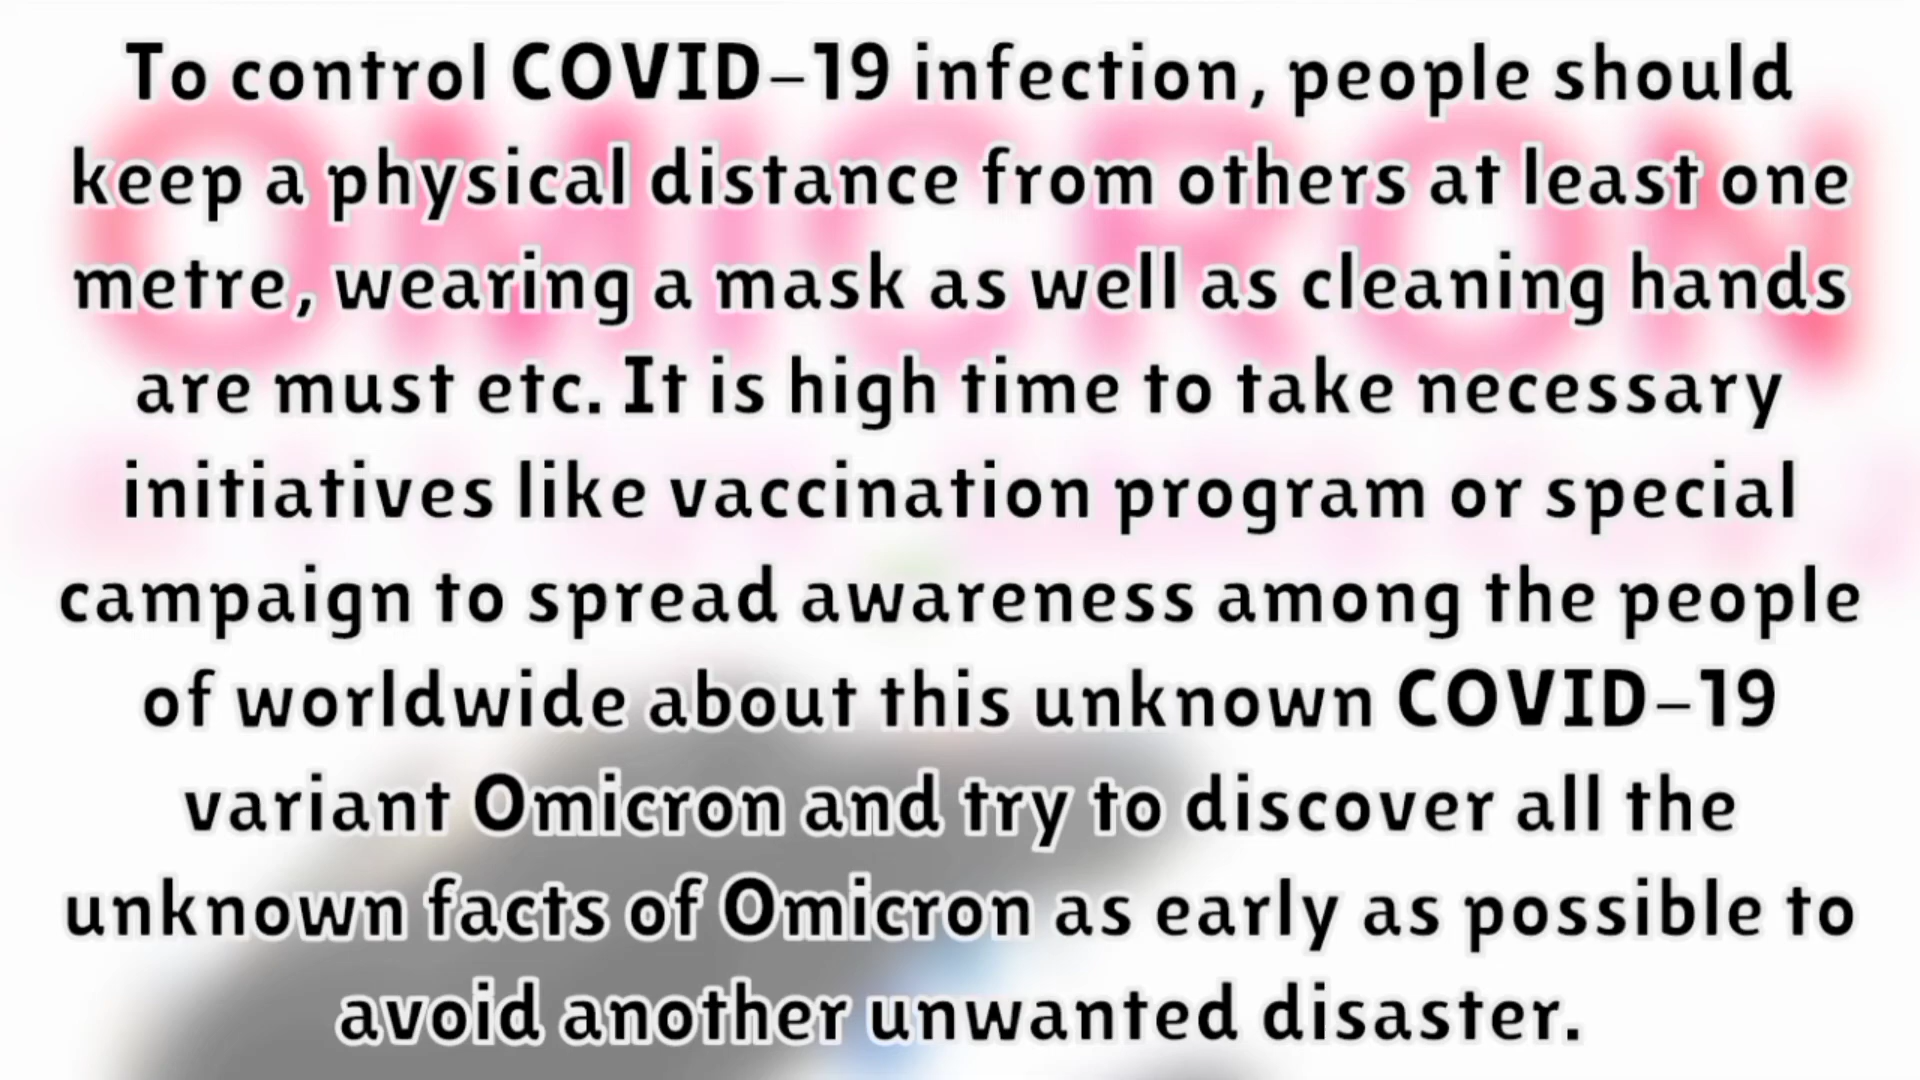 To control COVID-19 infection, people should
keep a physical distance from others at least one
metre, wearing a mask as well as cleaning hands
are must etc. It is high time to take necessary
initiatives like vaccination program or special
campaign to spread awareness among the people
of worldwide about this unknown COVID-19
variant Omicron and try to discover all the
unknown facts of Omicron as early as possible to
avoid another unwanted disaster.
OMICRON